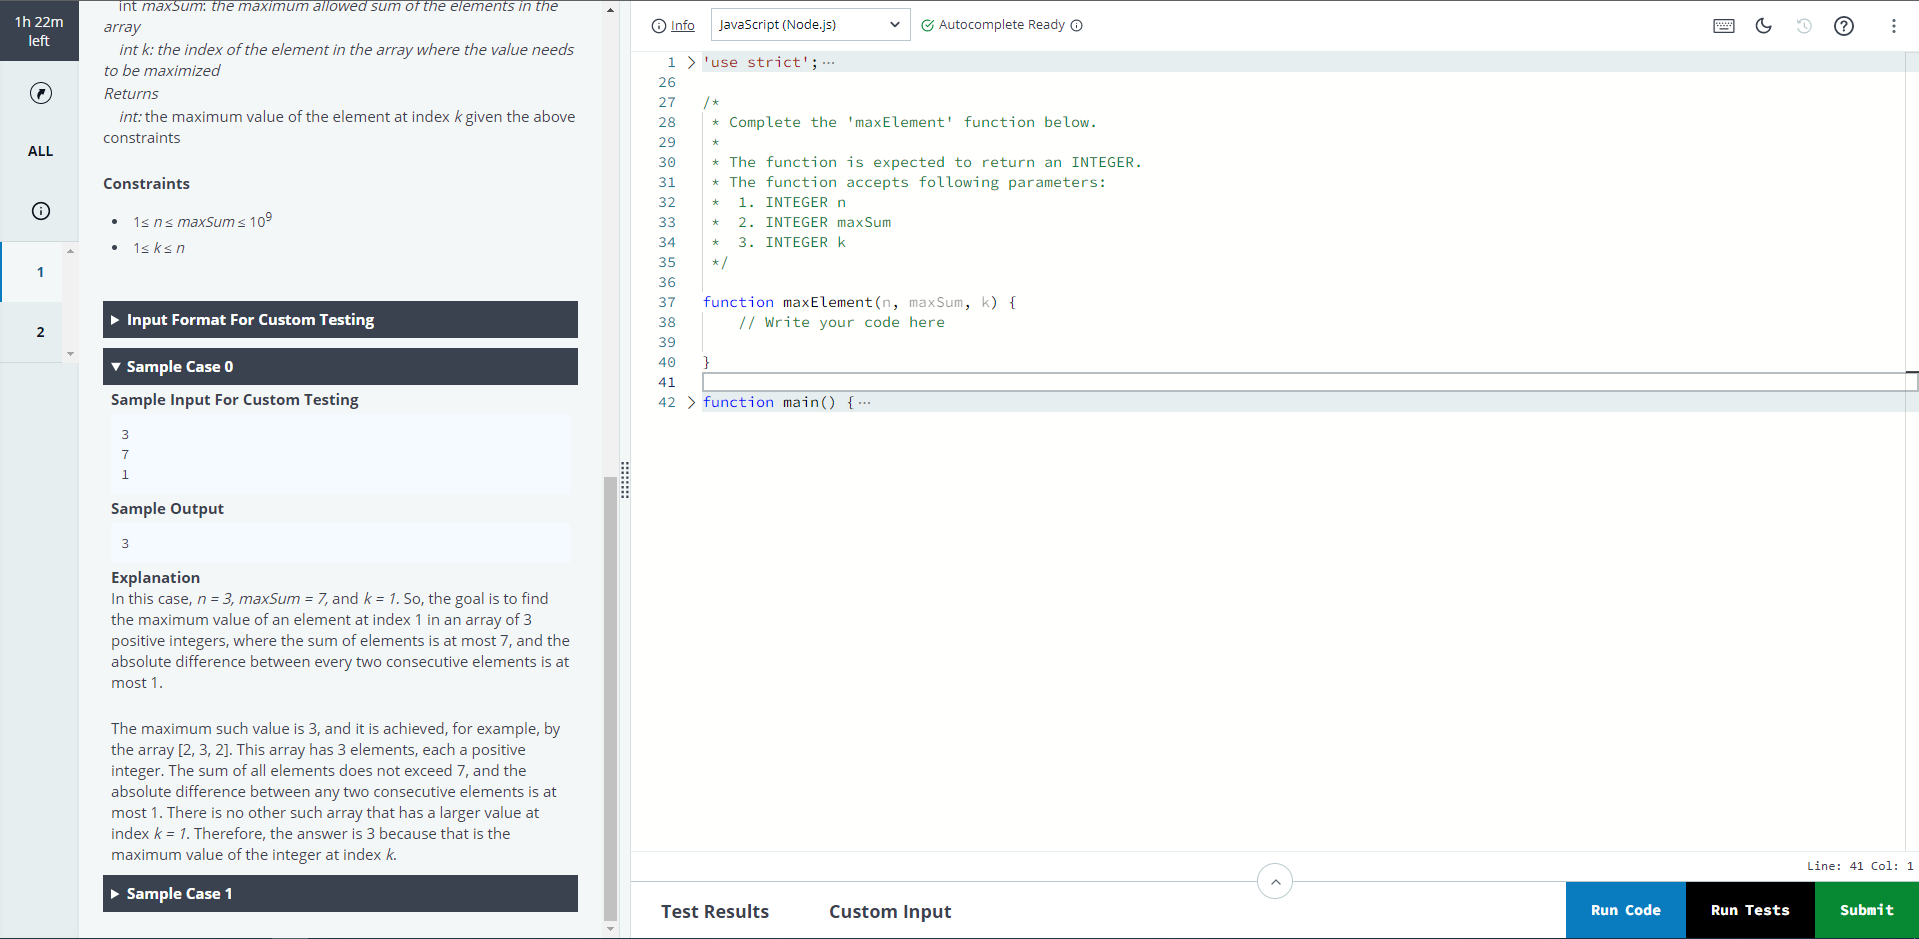 1h 22m
left
ALL
1
2
int maxSum: the maximum allowed sum of the elements in the
array
int k: the index of the element in the array where the value needs
to be maximized
Returns
int: the maximum value of the element at index k given the above
constraints
Constraints
• 1≤ n ≤ maxSum ≤ 10⁹
• 1≤ k ≤ n
▶ Input Format For Custom Testing
▼ Sample Case 0
Sample Input For Custom Testing
3
7
1
Sample Output
3
Explanation
In this case, n = 3, maxSum = 7, and k = 1. So, the goal is to find
the maximum value of an element at index 1 in an array of 3
positive integers, where the sum of elements is at most 7, and the
absolute difference between every two consecutive elements is at
most 1.
The maximum such value is 3, and it is achieved, for example, by
the array [2, 3, 2]. This array has 3 elements, each a positive
integer. The sum of all elements does not exceed 7, and the
absolute difference between any two consecutive elements is at
most 1. There is no other such array that has a larger value at
index k = 1. Therefore, the answer is 3 because that is the
maximum value of the integer at index k.
▶ Sample Case 1
Info JavaScript (Node.js) Autocomplete Ready
1 'use strict';···
26
27 /*
28 * Complete the 'maxElement' function below.
29 *
30 * The function is expected to return an INTEGER.
31 * The function accepts following parameters:
32 * 1. INTEGER n
33 * 2. INTEGER maxSum
34 * 3. INTEGER k
35 */
36
37 function maxElement(n, maxSum, k) {
38 // Write your code here
39
40 }
41
42 function main() {···
Line: 41 Col: 1
Test Results Custom Input Run Code Run Tests Submit